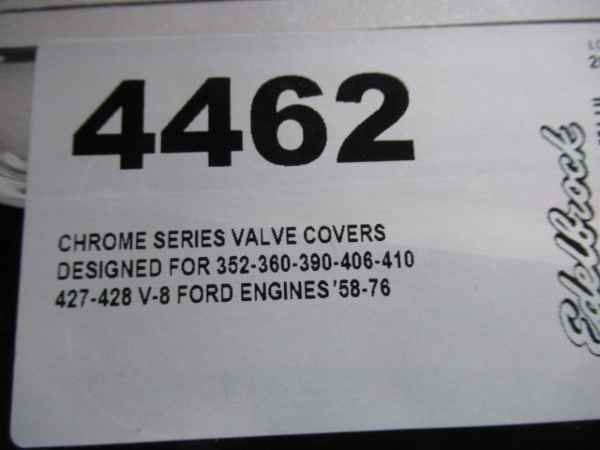 4462
CHROME SERIES VALVE COVERS
DESIGNED FOR 352-360-390-406-410
427-428 V-8 FORD ENGINES '58-76
Edelbrock